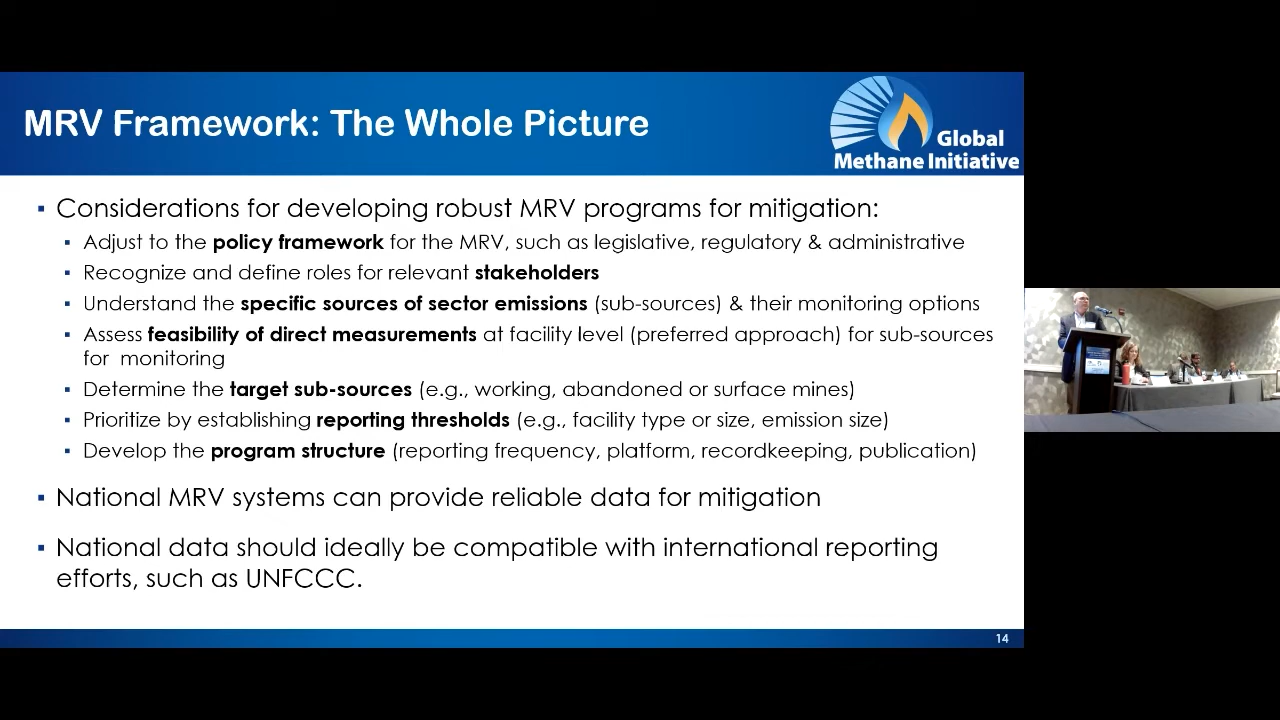 MRV Framework: The Whole Picture
Global
Methane Initiative
▪ Considerations for developing robust MRV programs for mitigation:
▪ Adjust to the policy framework for the MRV, such as legislative, regulatory & administrative
▪ Recognize and define roles for relevant stakeholders
▪ Understand the specific sources of sector emissions (sub-sources) & their monitoring options
▪ Assess feasibility of direct measurements at facility level (preferred approach) for sub-sources
for monitoring
▪ Determine the target sub-sources (e.g., working, abandoned or surface mines)
▪ Prioritize by establishing reporting thresholds (e.g., facility type or size, emission size)
▪ Develop the program structure (reporting frequency, platform, recordkeeping, publication)
▪ National MRV systems can provide reliable data for mitigation
▪ National data should ideally be compatible with international reporting
efforts, such as UNFCCC.
14